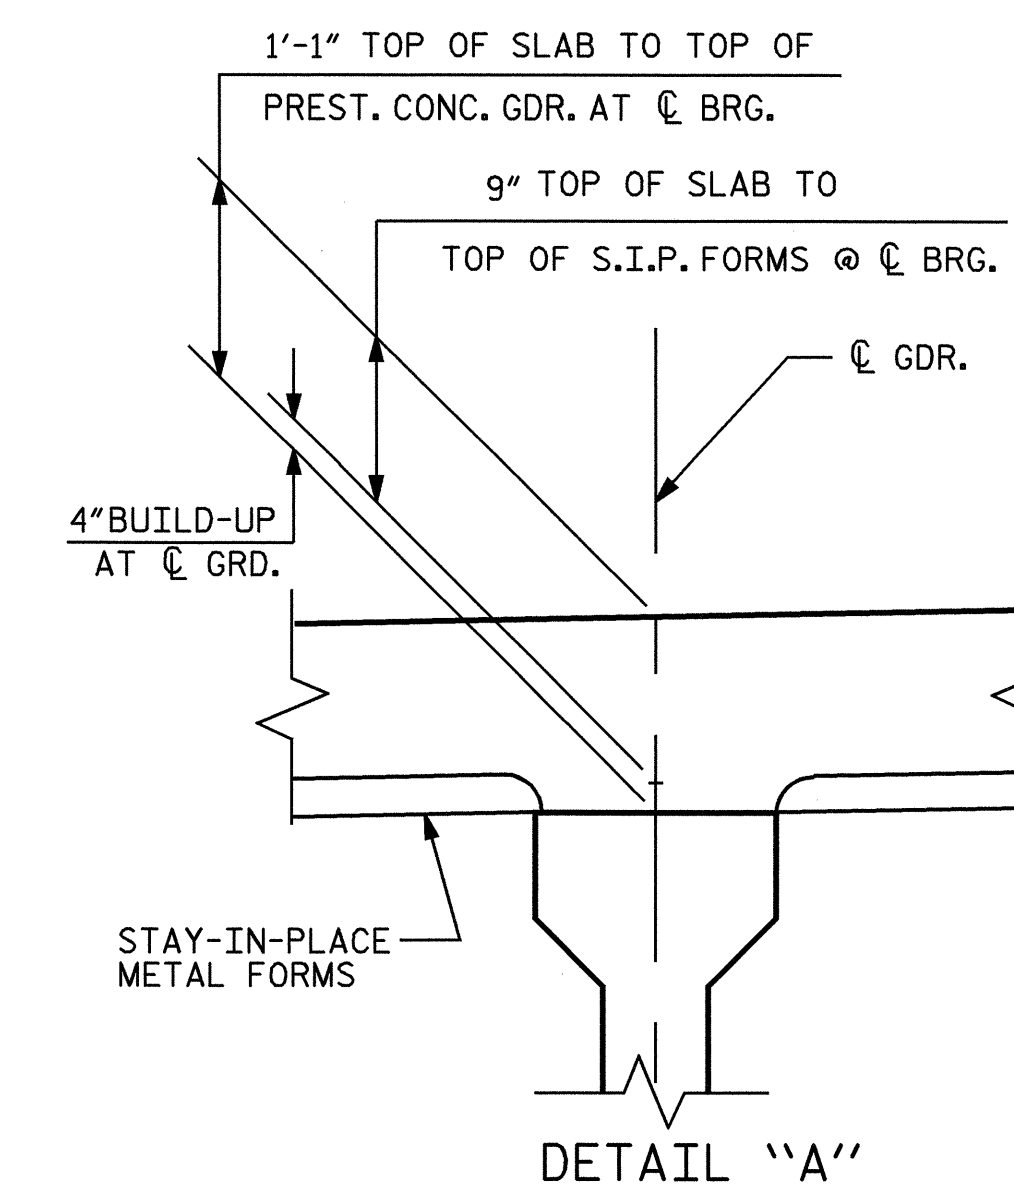 1'-1" TOP OF SLAB TO TOP OF
PREST. CONC. GDR. AT ℄ BRG.
9" TOP OF SLAB TO
TOP OF S.I.P. FORMS @ ℄ BRG.
℄ GDR.
4" BUILD-UP
AT ℄ GRD.
STAY-IN-PLACE
METAL FORMS
DETAIL "A"